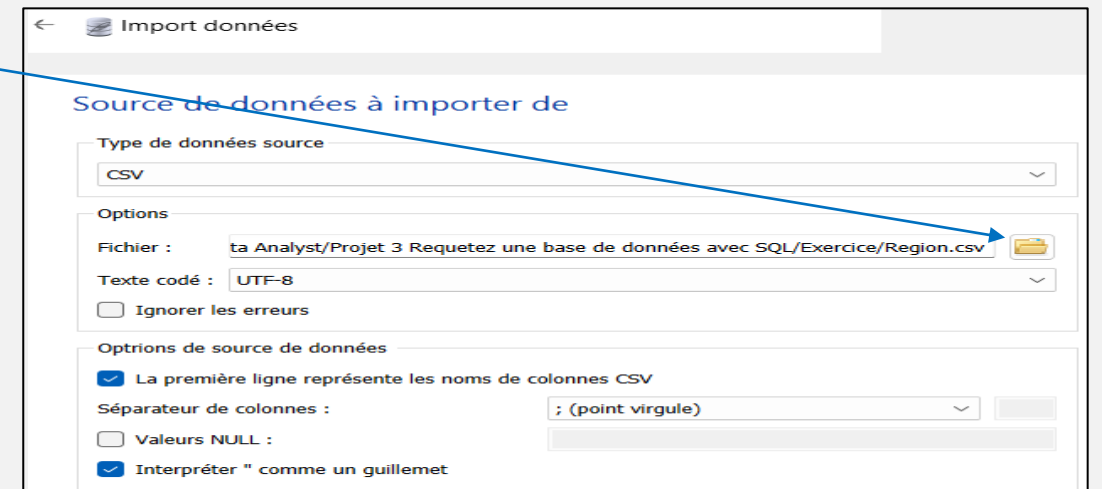 Import données
Source de données à importer de
Type de données source
CSV
Options
Fichier : ta Analyst/Projet 3 Requetez une base de données avec SQL/Exercice/Region.csv
Texte codé : UTF-8
Ignorer les erreurs
Optrions de source de données
La première ligne représente les noms de colonnes CSV
Séparateur de colonnes : ; (point virgule)
Valeurs NULL :
Interpréter " comme un guillemet